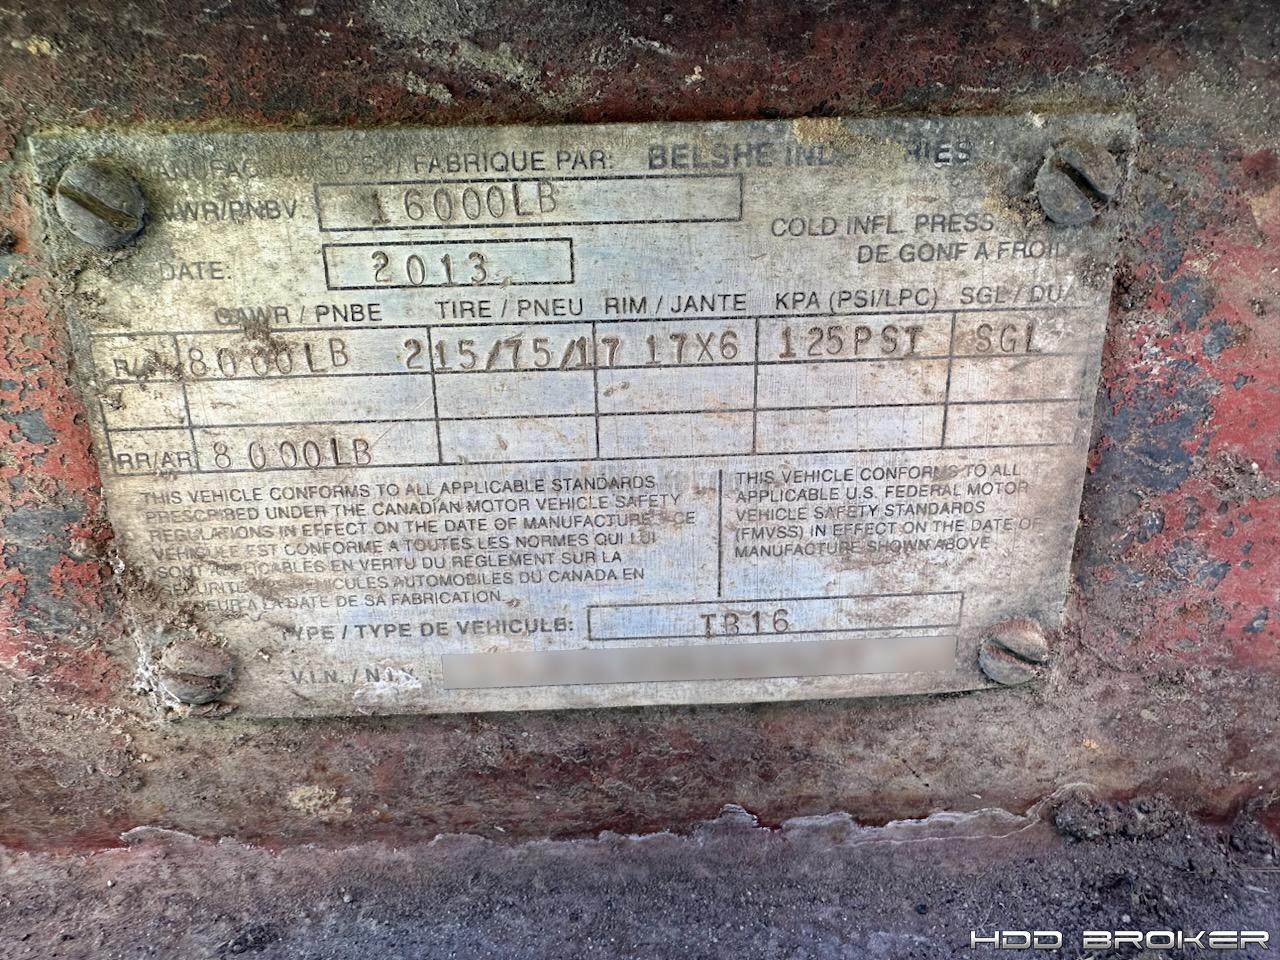 FABRIQUE PAR: BELSHE
16000LB
DATE: 2013
COLD INFL. PRESS
DE GONF A FROID
GAWR / PNBE TIRE / PNEU RIM / JANTE KPA (PSI/LPC) SGL / DU
8000LB 215/75/17 17X6 125PSI SGL
RR/AR 8000LB
THIS VEHICLE CONFORMS TO ALL APPLICABLE STANDARDS
PRESCRIBED UNDER THE CANADIAN MOTOR VEHICLE SAFETY
REGULATIONS IN EFFECT ON THE DATE OF MANUFACTURE CE
VEHICULE EST CONFORME A TOUTES LES NORMES QUI LUI
SONT EN VERTU DU REGLEMENT SUR LA
AUTOMOBILES DU CANADA EN
A LA DATE DE SA FABRICATION.
THIS VEHICLE CONFORMS TO ALL
APPLICABLE U.S. FEDERAL MOTOR
VEHICLE SAFETY STANDARDS
(FMVSS) IN EFFECT ON THE DATE OF
MANUFACTURE SHOWN ABOVE
TYPE / TYPE DE VEHICULE: TB16
V.I.N. / N.I.V. :
HDD BROKER